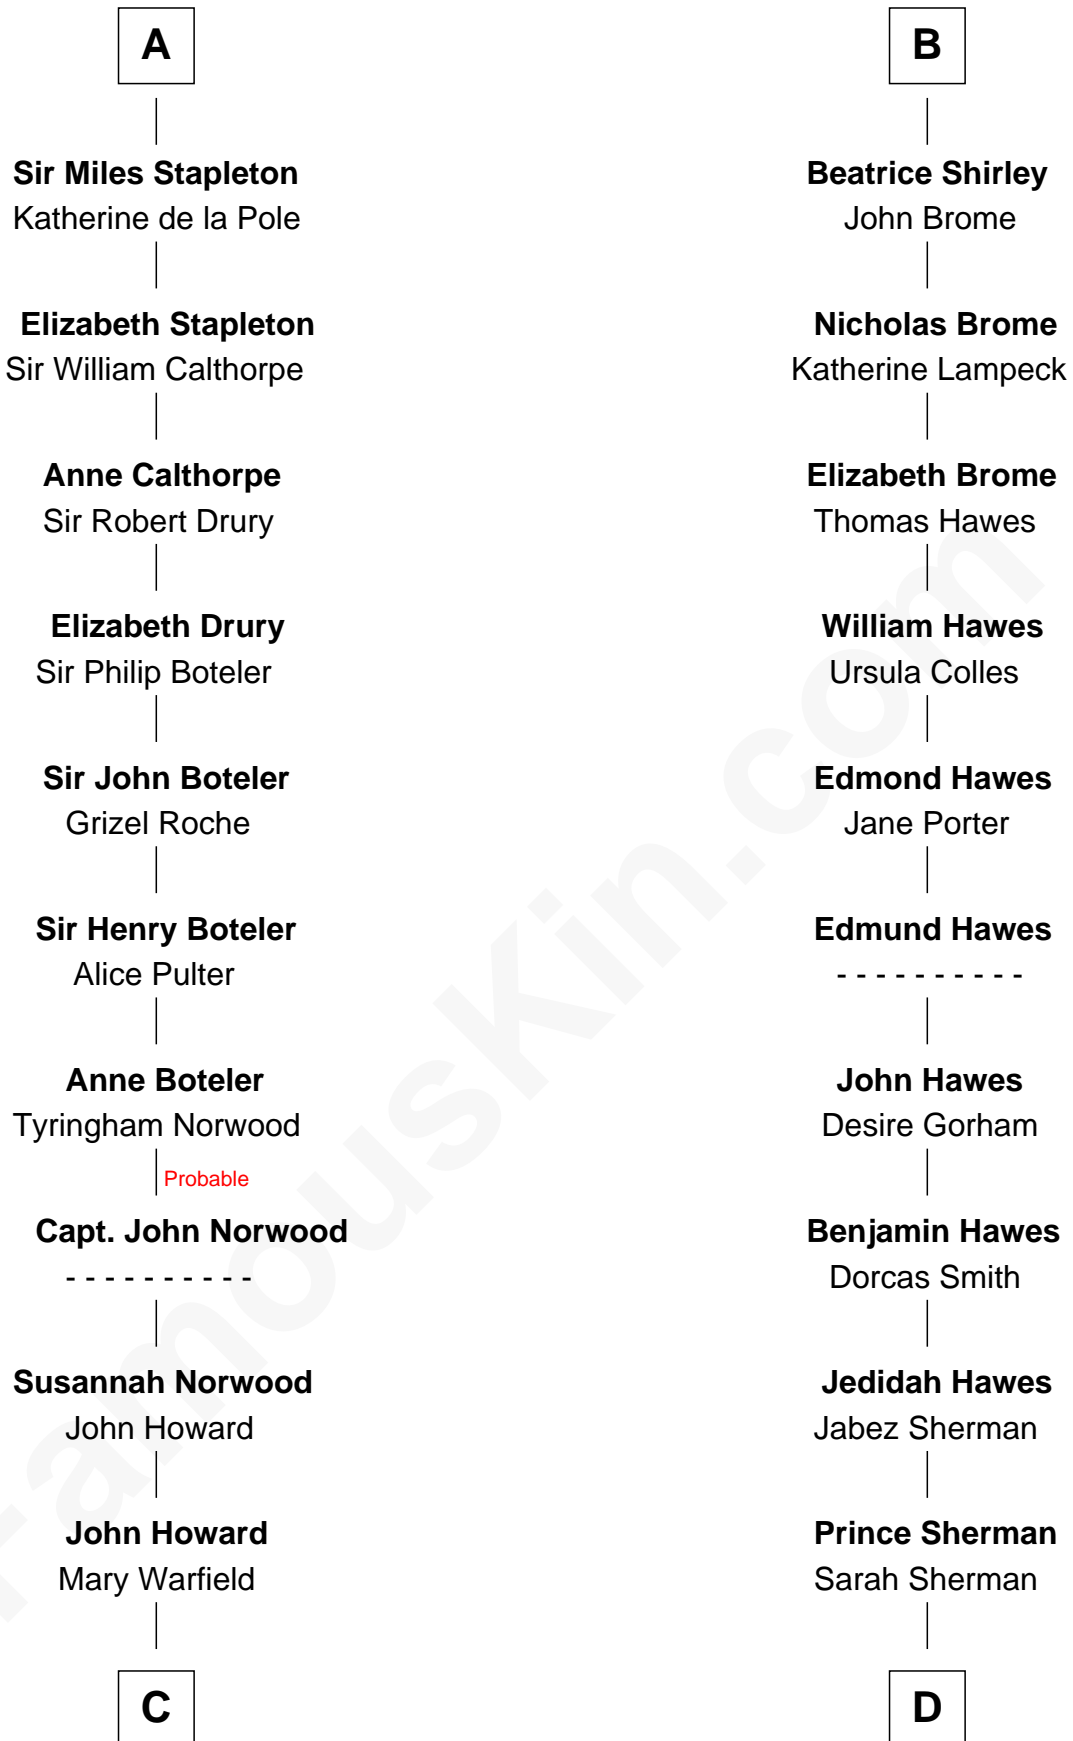 A
Sir Miles Stapleton
Katherine de la Pole
Elizabeth Stapleton
Sir William Calthorpe
Anne Calthorpe
Sir Robert Drury
Elizabeth Drury
Sir Philip Boteler
Sir John Boteler
Grizel Roche
Sir Henry Boteler
Alice Pulter
Anne Boteler
Tyringham Norwood
Probable
Capt. John Norwood
- - - - - - - - - -
Susannah Norwood
John Howard
John Howard
Mary Warfield
C
B
Beatrice Shirley
John Brome
Nicholas Brome
Katherine Lampeck
Elizabeth Brome
Thomas Hawes
William Hawes
Ursula Colles
Edmond Hawes
Jane Porter
Edmund Hawes
- - - - - - - - - -
John Hawes
Desire Gorham
Benjamin Hawes
Dorcas Smith
Jedidah Hawes
Jabez Sherman
Prince Sherman
Sarah Sherman
D
FamousKin.com